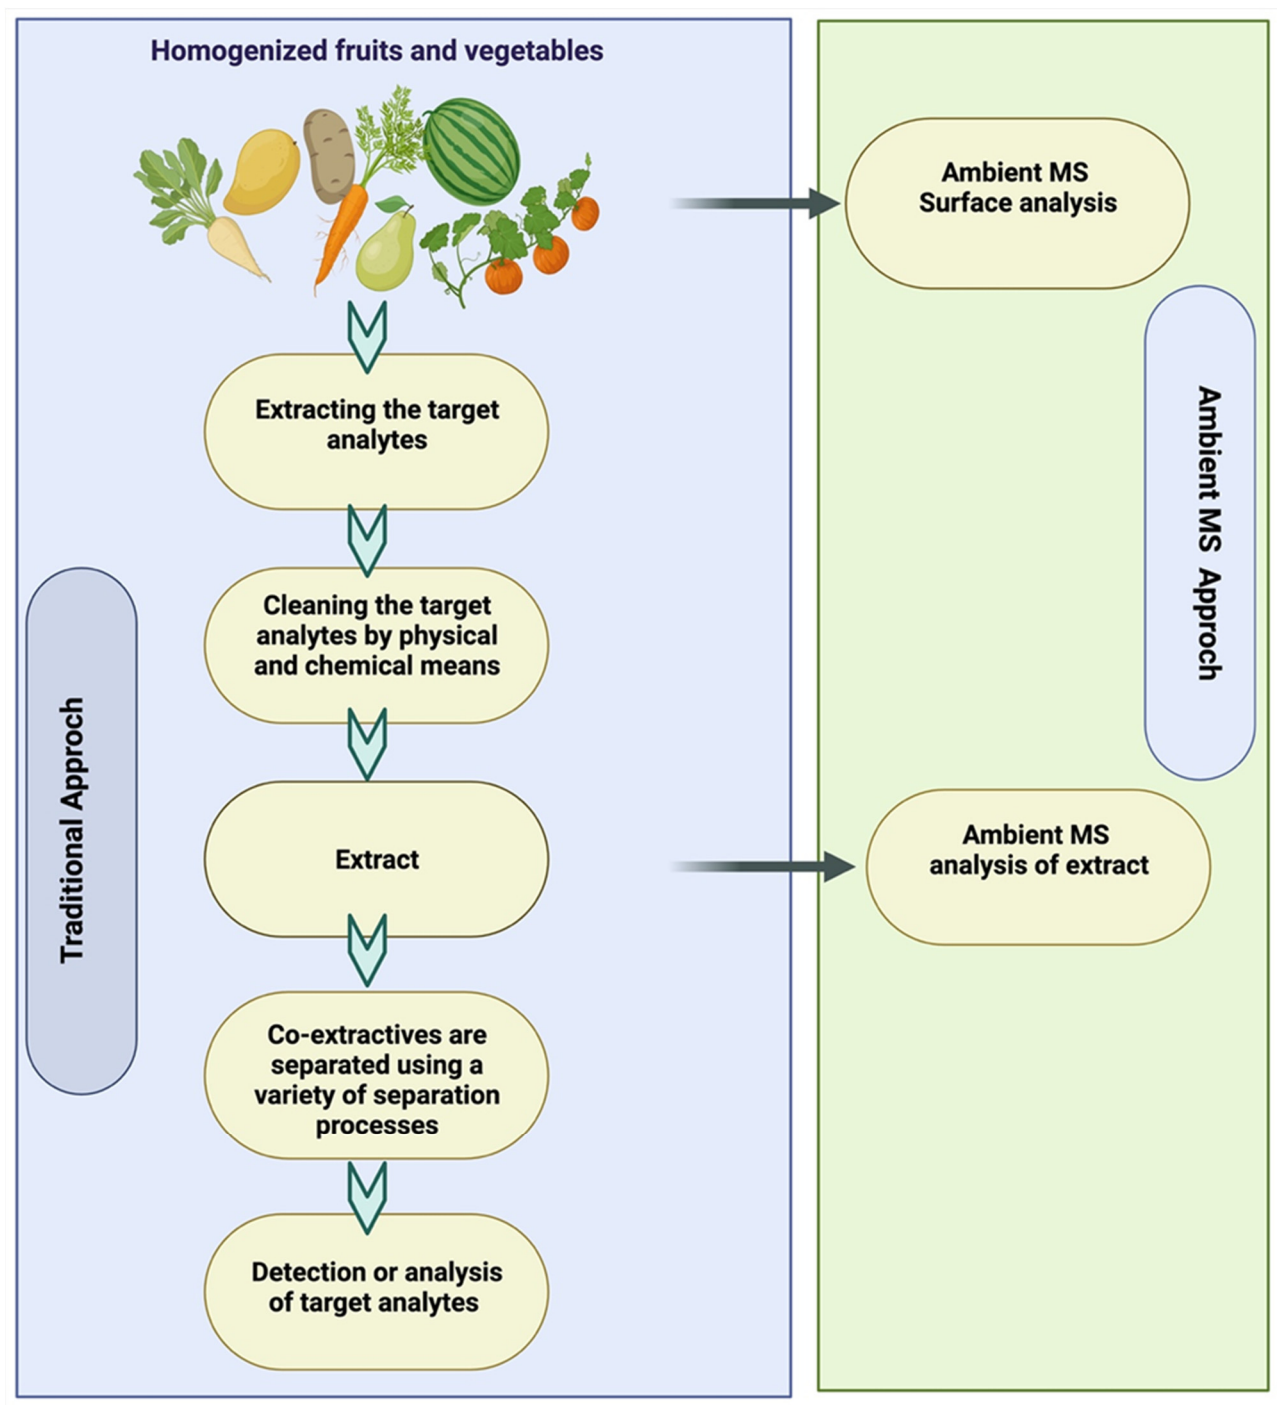 Homogenized fruits and vegetables
Ambient MS
Surface analysis
Extracting the target
analytes
Cleaning the target
analytes by physical
and chemical means
Ambient MS Approch
Traditional Approch
Extract
Ambient MS
analysis of extract
Co-extractives are
separated using a
variety of separation
processes
Detection or analysis
of target analytes